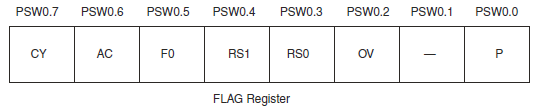 PSW0.7 PSW0.6 PSW0.5 PSW0.4 PSW0.3 PSW0.2 PSW0.1 PSW0.0
CY AC F0 RS1 RS0 OV — P
FLAG Register